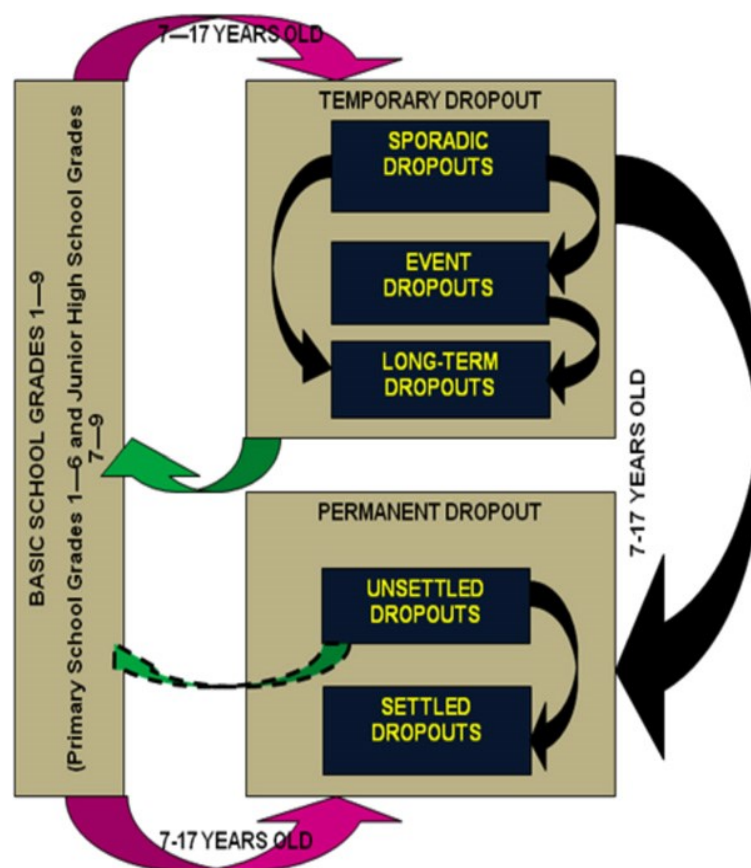 7—17 YEARS OLD
BASIC SCHOOL GRADES 1—9
(Primary School Grades 1—6 and Junior High School Grades
7—9
TEMPORARY DROPOUT
SPORADIC
DROPOUTS
EVENT
DROPOUTS
LONG-TERM
DROPOUTS
7-17 YEARS OLD
PERMANENT DROPOUT
UNSETTLED
DROPOUTS
SETTLED
DROPOUTS
7-17 YEARS OLD